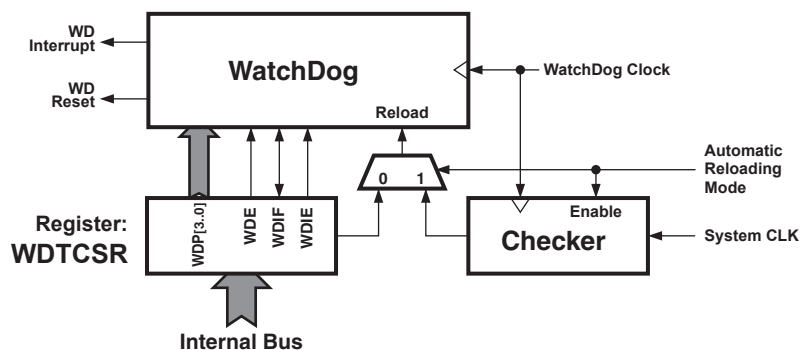 WD
Interrupt
WatchDog
WatchDog Clock
WD
Reset
Reload
Automatic
Reloading
Mode
0 1
Register:
WDTCSR
WDP[3..0]
WDE
WDIF
WDIE
Enable
Checker
System CLK
Internal Bus